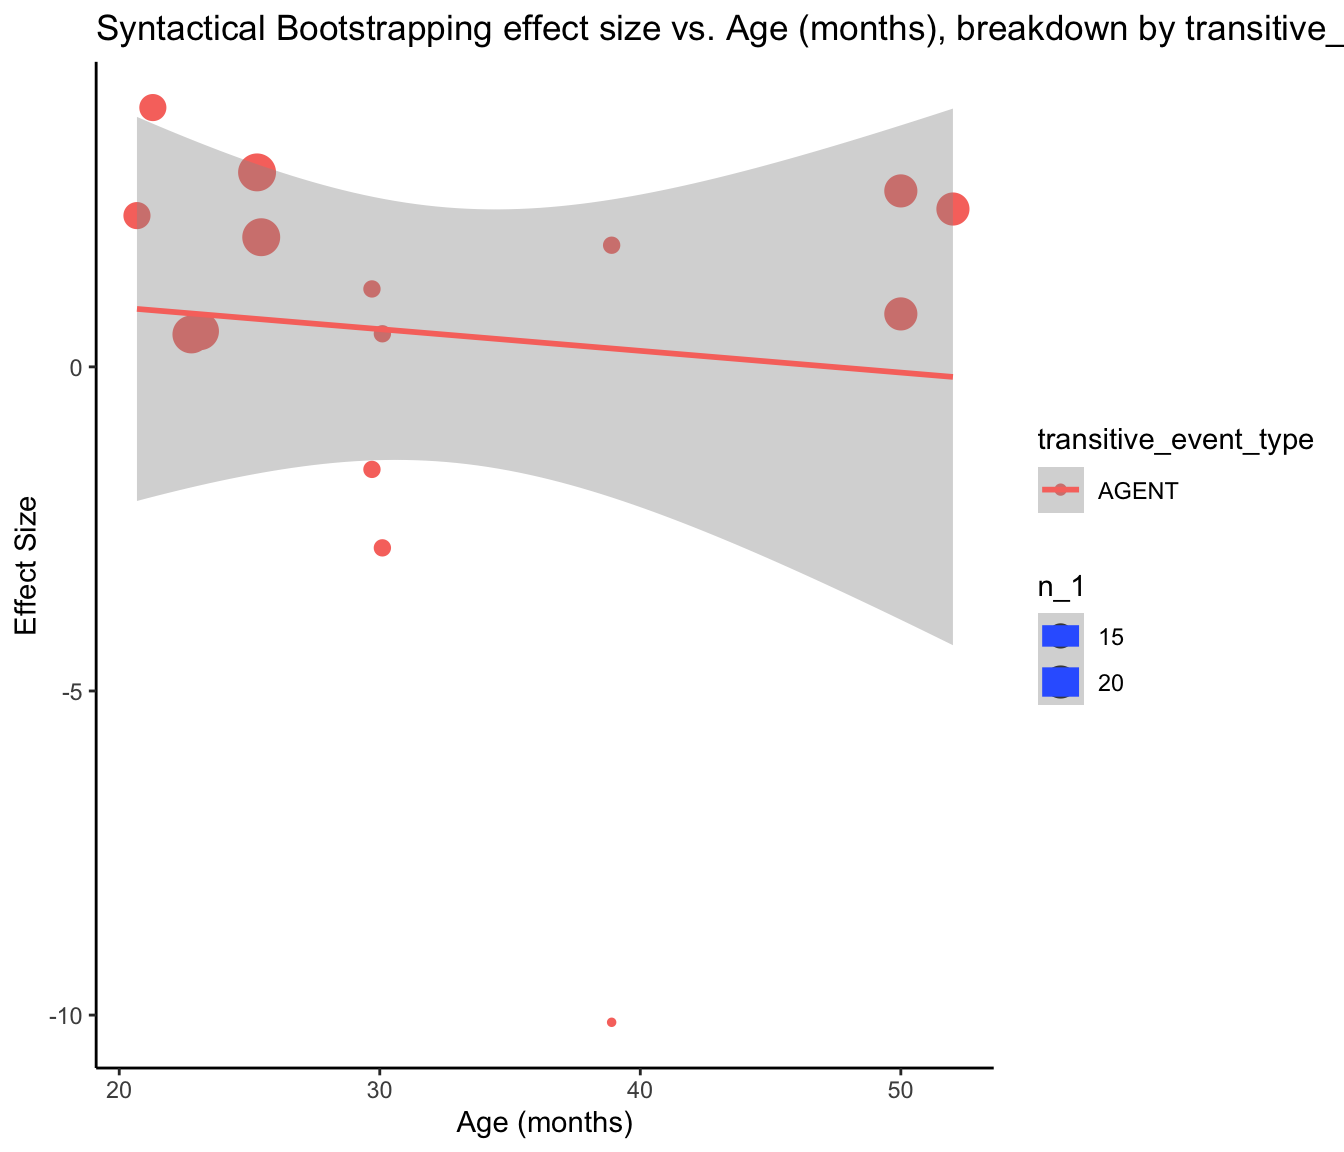 Syntactical Bootstrapping effect size vs. Age (months), breakdown by transitive_
0
-5
-10
Effect Size
20 30 40 50
Age (months)
transitive_event_type
AGENT
n_1
15
20